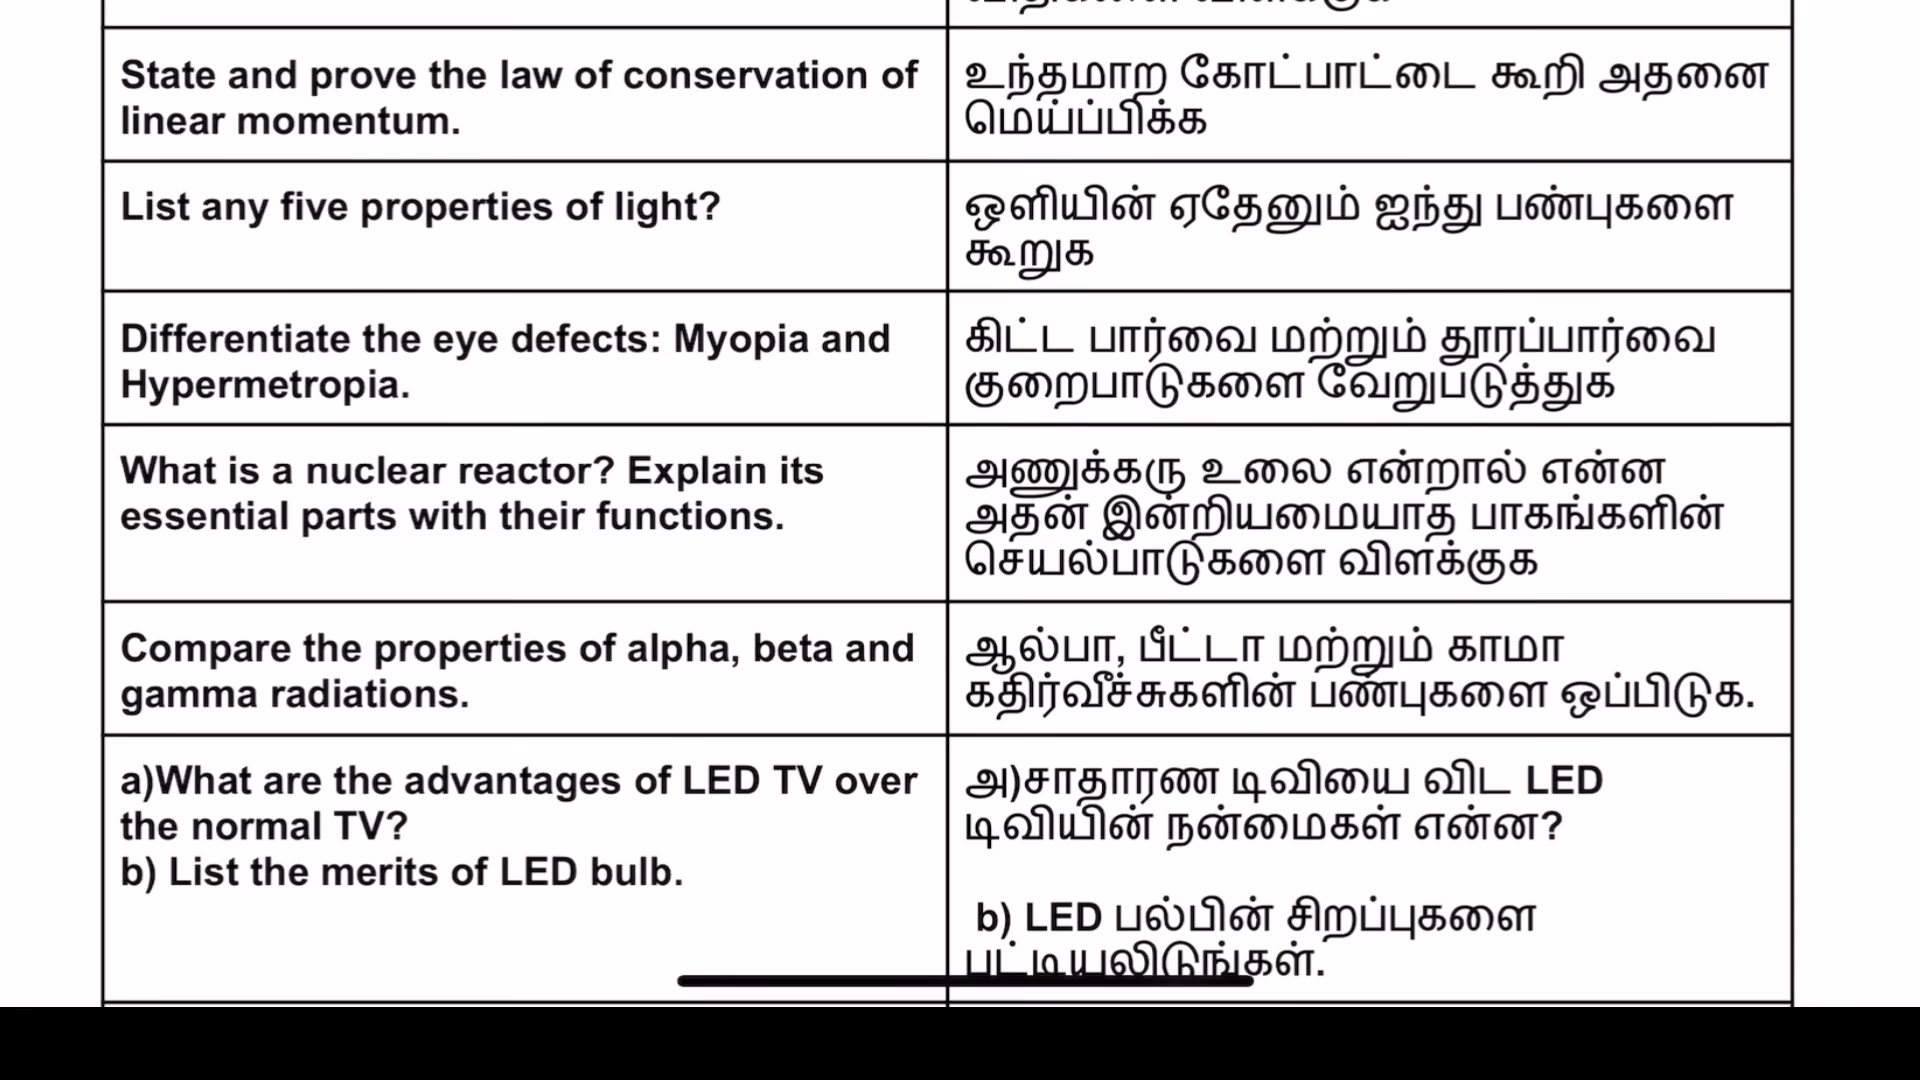 State and prove the law of conservation of
linear momentum.
உந்தமாற கோட்பாட்டை கூறி அதனை
மெய்ப்பிக்க
List any five properties of light?
ஒளியின் ஏதேனும் ஐந்து பண்புகளை
கூறுக
Differentiate the eye defects: Myopia and
Hypermetropia.
கிட்ட பார்வை மற்றும் தூரப்பார்வை
குறைபாடுகளை வேறுபடுத்துக
What is a nuclear reactor? Explain its
essential parts with their functions.
அணுக்கரு உலை என்றால் என்ன
அதன் இன்றியமையாத பாகங்களின்
செயல்பாடுகளை விளக்குக
Compare the properties of alpha, beta and
gamma radiations.
ஆல்பா, பீட்டா மற்றும் காமா
கதிர்வீச்சுகளின் பண்புகளை ஒப்பிடுக.
a)What are the advantages of LED TV over
the normal TV?
b) List the merits of LED bulb.
அ)சாதாரண டிவியை விட LED
டிவியின் நன்மைகள் என்ன?
b) LED பல்பின் சிறப்புகளை
பட்டியலிடுங்கள்.